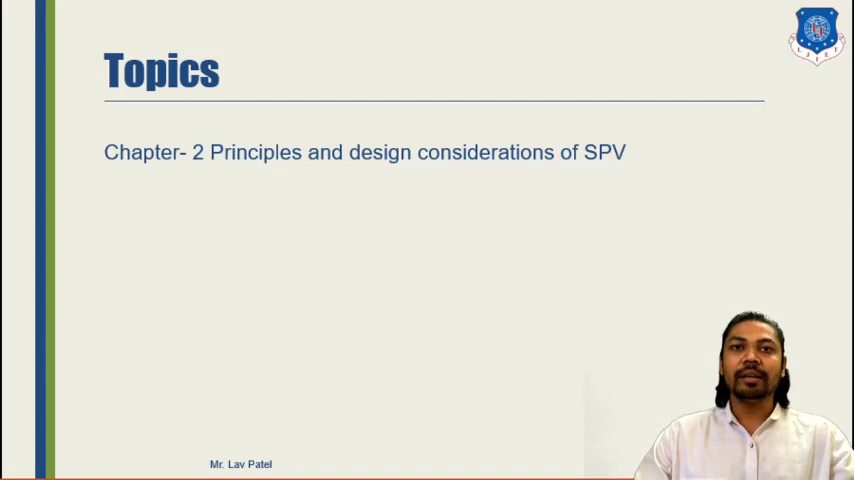 Topics
Chapter- 2 Principles and design considerations of SPV
Mr. Lav Patel